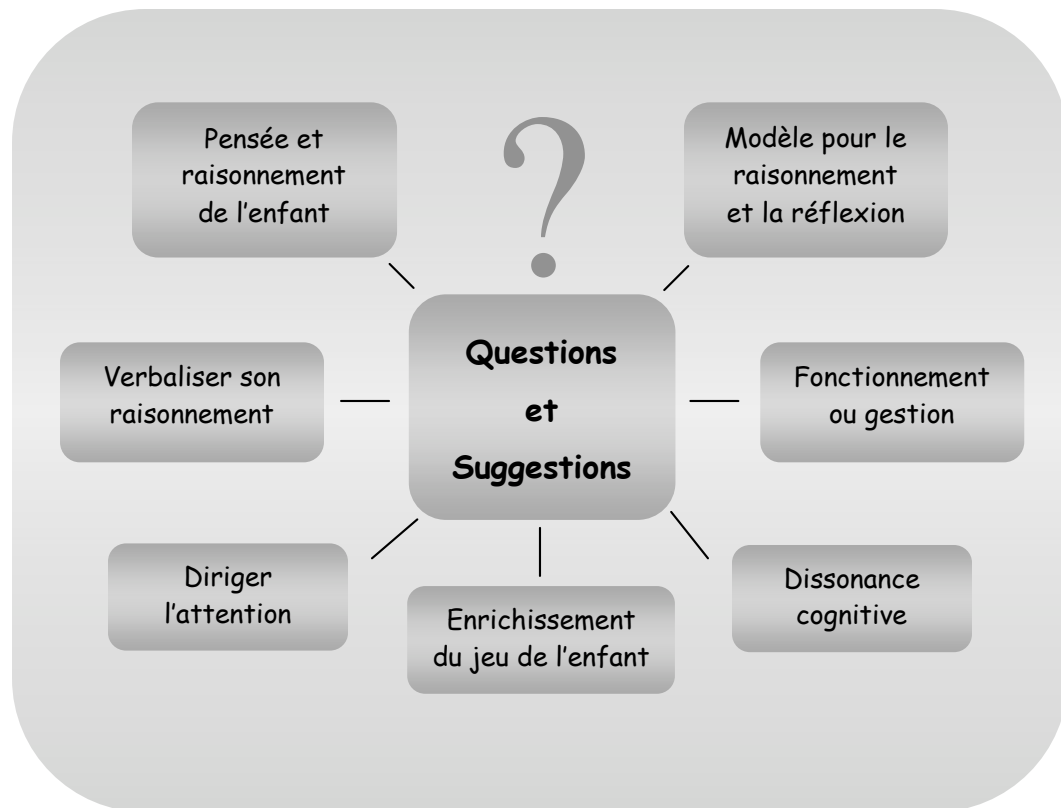 ?
Pensée et
raisonnement
de l'enfant
Modèle pour le
raisonnement
et la réflexion
Questions
et
Suggestions
Verbaliser son
raisonnement
Fonctionnement
ou gestion
Diriger
l'attention
Enrichissement
du jeu de l'enfant
Dissonance
cognitive